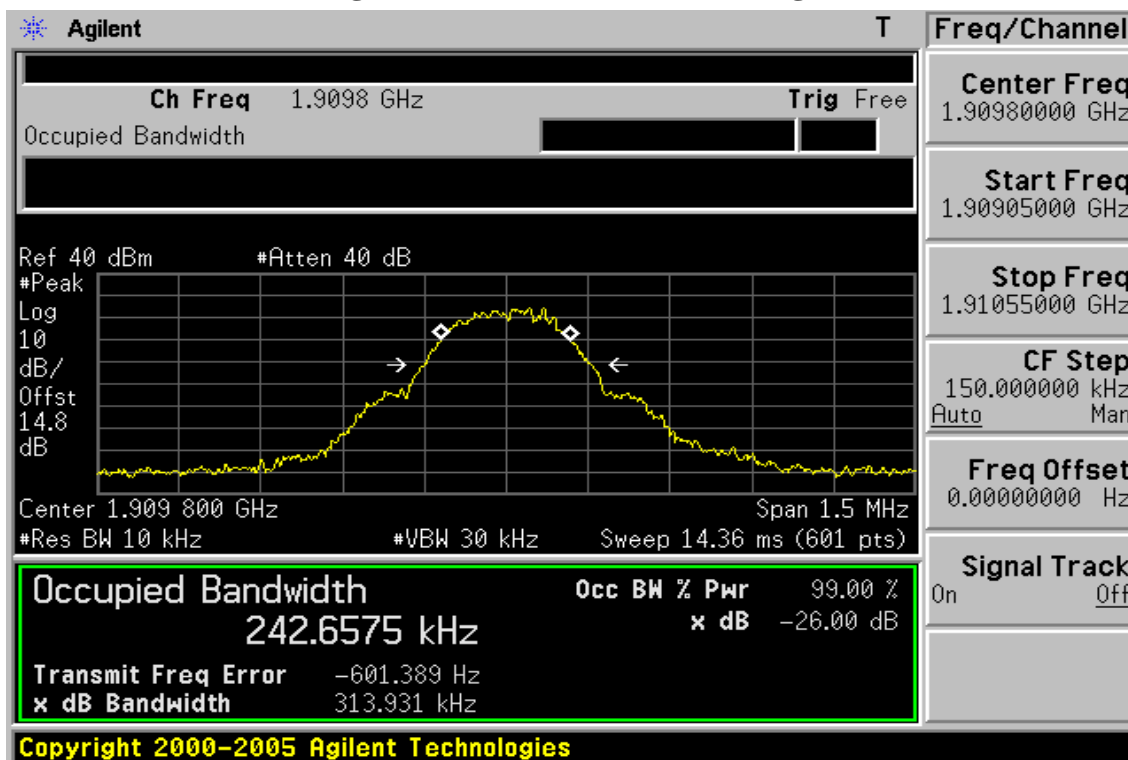 Agilent T
Freq/Channel
Ch Freq 1.9098 GHz Trig Free
Occupied Bandwidth
Center Freq
1.90980000 GHz
Start Freq
1.90905000 GHz
Stop Freq
1.91055000 GHz
CF Step
150.000000 kHz
Auto Man
Freq Offset
0.00000000 Hz
Signal Track
On Off
Ref 40 dBm #Atten 40 dB
#Peak
Log
10
dB/
Offst
14.8
dB
Center 1.909 800 GHz Span 1.5 MHz
#Res BW 10 kHz #VBW 30 kHz Sweep 14.36 ms (601 pts)
Occupied Bandwidth Occ BW % Pwr 99.00 %
242.6575 kHz x dB -26.00 dB
Transmit Freq Error -601.389 Hz
x dB Bandwidth 313.931 kHz
Copyright 2000-2005 Agilent Technologies